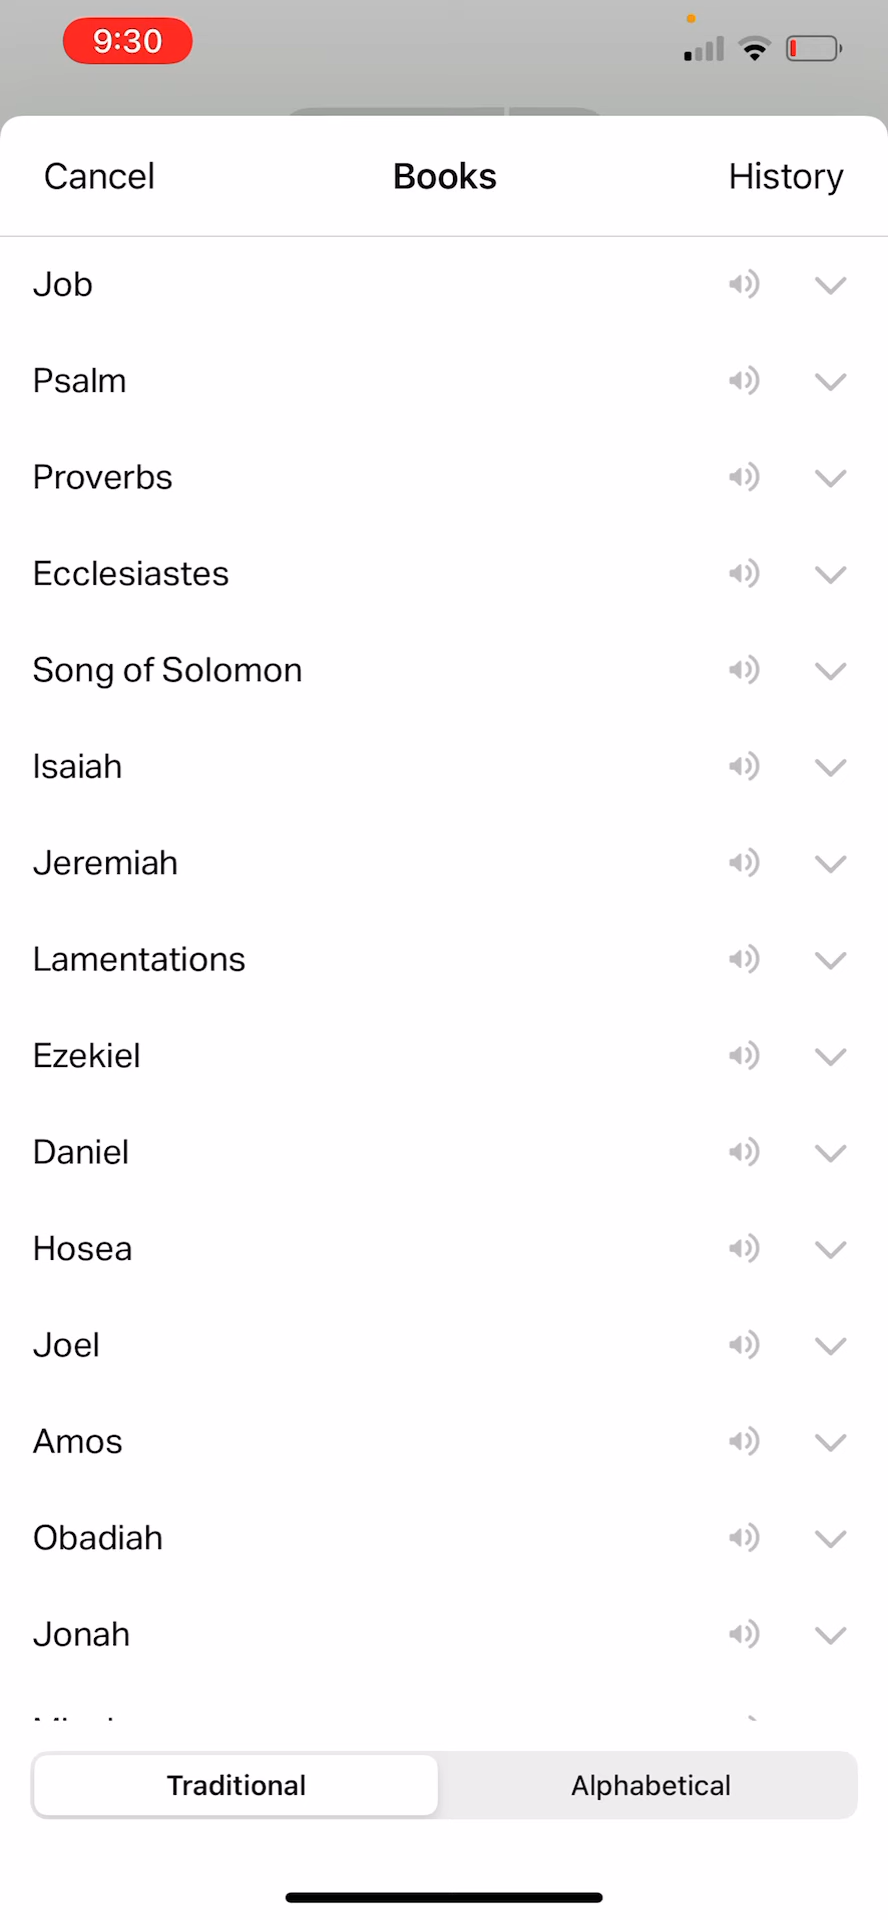 9:30
Cancel Books History
Job
Psalm
Proverbs
Ecclesiastes
Song of Solomon
Isaiah
Jeremiah
Lamentations
Ezekiel
Daniel
Hosea
Joel
Amos
Obadiah
Jonah
Traditional Alphabetical